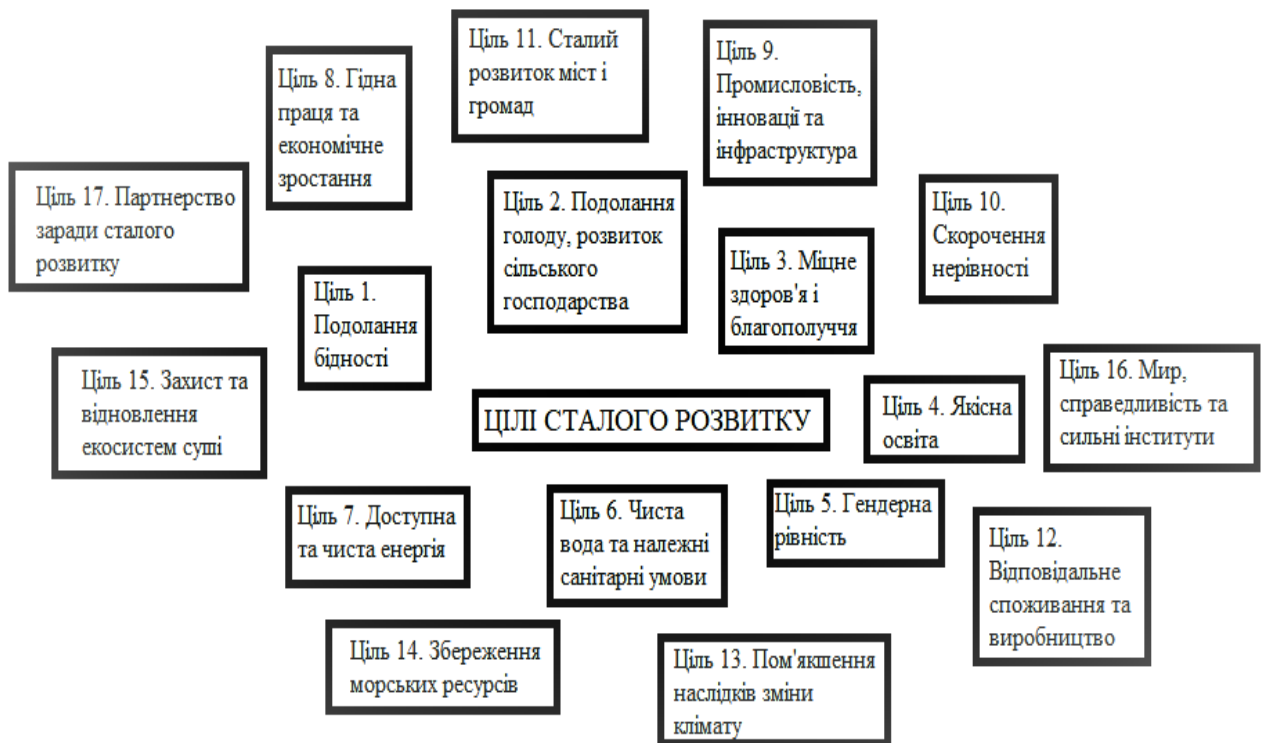 Ціль 11. Сталий
розвиток міст і
громад
Ціль 9.
Промисловість,
інновації та
інфраструктура
Ціль 8. Гідна
праця та
економічне
зростання
Ціль 17. Партнерство
заради сталого
розвитку
Ціль 2. Подолання
голоду, розвиток
сільського
господарства
Ціль 10.
Скорочення
нерівності
Ціль 3. Міцне
здоров'я і
благополуччя
Ціль 1.
Подолання
бідності
Ціль 15. Захист та
відновлення
екосистем суші
Ціль 16. Мир,
справедливість та
сильні інститути
ЦІЛІ СТАЛОГО РОЗВИТКУ
Ціль 4. Якісна
освіта
Ціль 7. Доступна
та чиста енергія
Ціль 6. Чиста
вода та належні
санітарні умови
Ціль 5. Гендерна
рівність
Ціль 12.
Відповідальне
споживання та
виробництво
Ціль 14. Збереження
морських ресурсів
Ціль 13. Пом'якшення
наслідків зміни
клімату